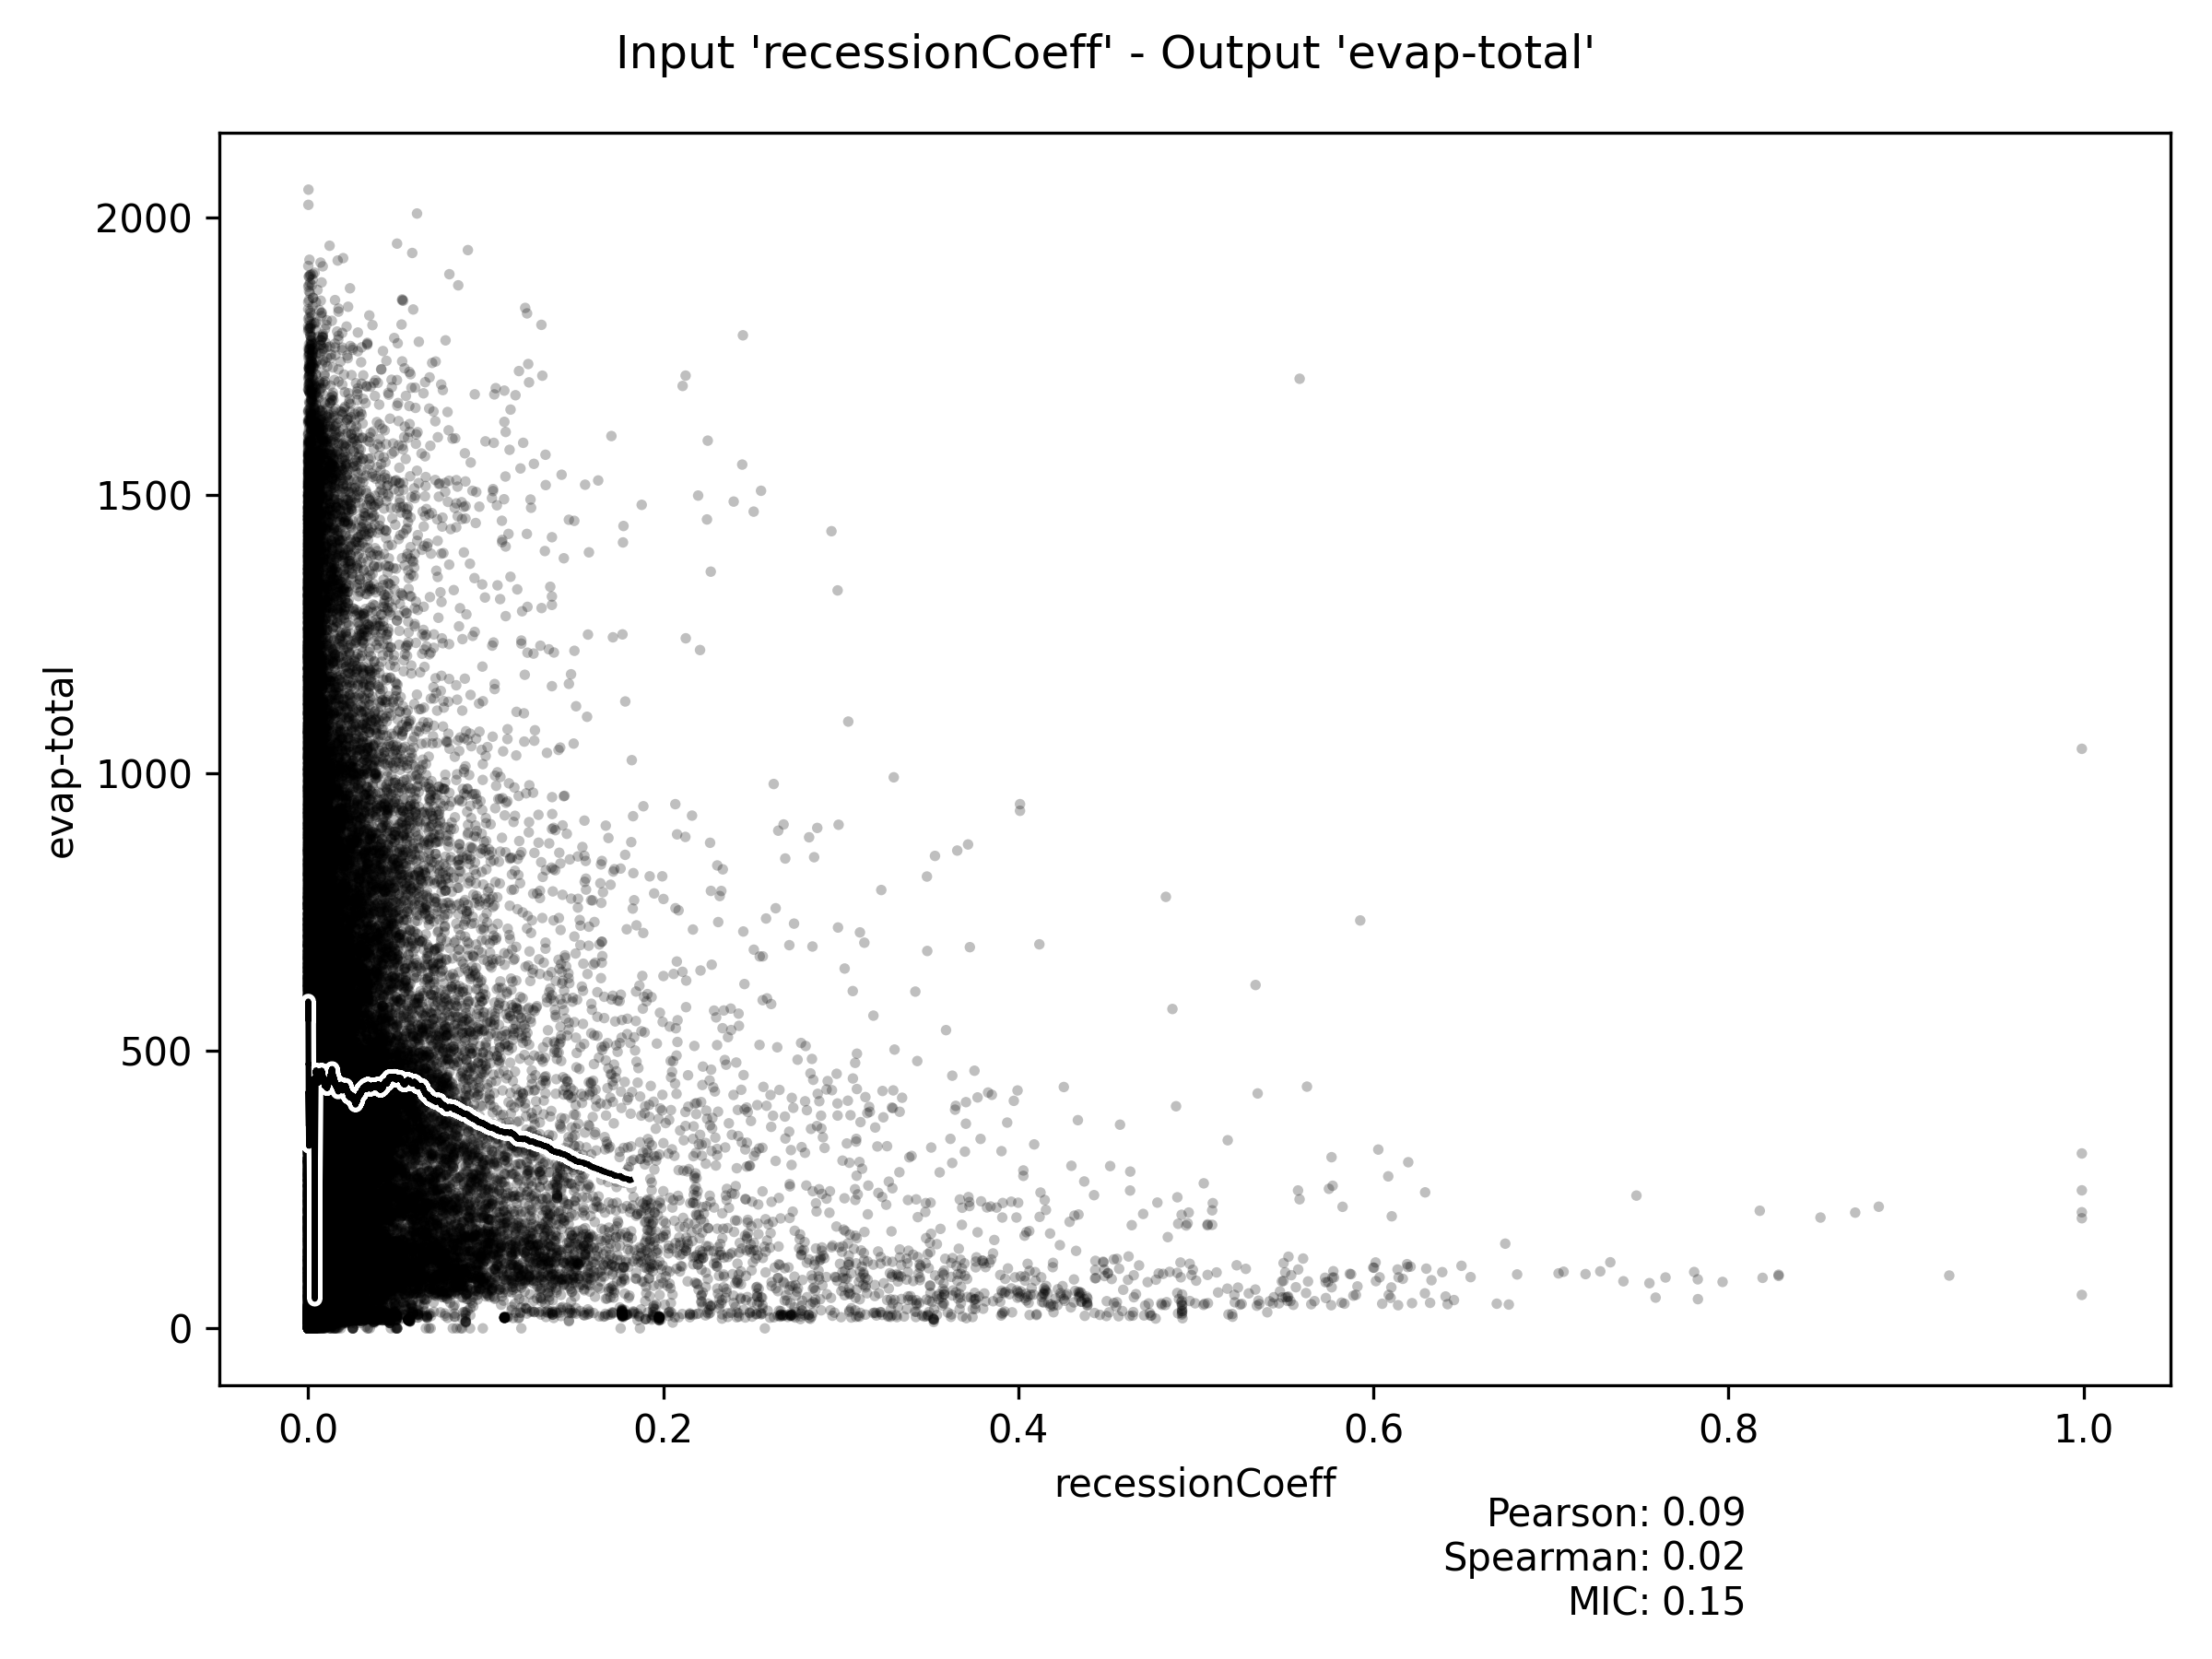 Input 'recessionCoeff' - Output 'evap-total'
2000
1500
1000
500
0
evap-total
0.0 0.2 0.4 0.6 0.8 1.0
recessionCoeff
Pearson: 0.09
Spearman: 0.02
MIC: 0.15